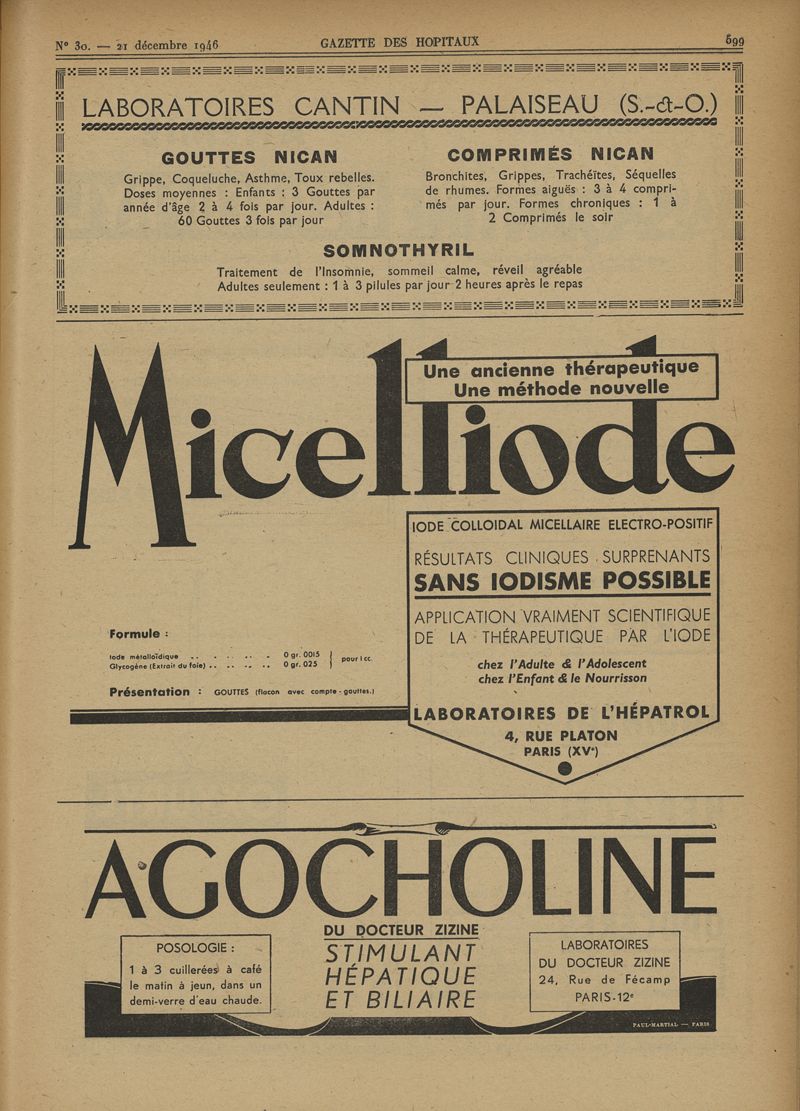 N° 30. — 21 décembre 1946
GAZETTE DES HOPITAUX
599
LABORATOIRES CANTIN — PALAISEAU (S.-et-O.)
GOUTTES NICAN
Grippe, Coqueluche, Asthme, Toux rebelles.
Doses moyennes : Enfants : 3 Gouttes par
année d'âge 2 à 4 fois par jour. Adultes :
60 Gouttes 3 fois par jour
COMPRIMÉS NICAN
Bronchites, Grippes, Trachéïtes, Séquelles
de rhumes. Formes aiguës : 3 à 4 compri-
més par jour. Formes chroniques : 1 à
2 Comprimés le soir
SOMNOTHYRIL
Traitement de l'Insomnie, sommeil calme, réveil agréable
Adultes seulement : 1 à 3 pilules par jour 2 heures après le repas
Une ancienne thérapeutique
Une méthode nouvelle
Micelliode
IODE COLLOIDAL MICELLAIRE ELECTRO-POSITIF
RÉSULTATS CLINIQUES SURPRENANTS
SANS IODISME POSSIBLE
APPLICATION VRAIMENT SCIENTIFIQUE
DE LA THÉRAPEUTIQUE PAR L'IODE
chez l'Adulte & l'Adolescent
chez l'Enfant & le Nourrisson
LABORATOIRES DE L'HÉPATROL
4, RUE PLATON
PARIS (XVe)
Formule :
Iode métalloïdique .. .. .. .. .. 0 gr. 0015
Glycogène (Extrait du foie) .. .. .. .. 0 gr. 025
pour 1 cc.
Présentation : GOUTTES (flacon avec compte-gouttes.)
AGOCHOLINE
DU DOCTEUR ZIZINE
STIMULANT
HÉPATIQUE
ET BILIAIRE
POSOLOGIE :
1 à 3 cuillerées à café
le matin à jeun, dans un
demi-verre d'eau chaude.
LABORATOIRES
DU DOCTEUR ZIZINE
24, Rue de Fécamp
PARIS-12e
PAUL-MARTIAL — PARIS